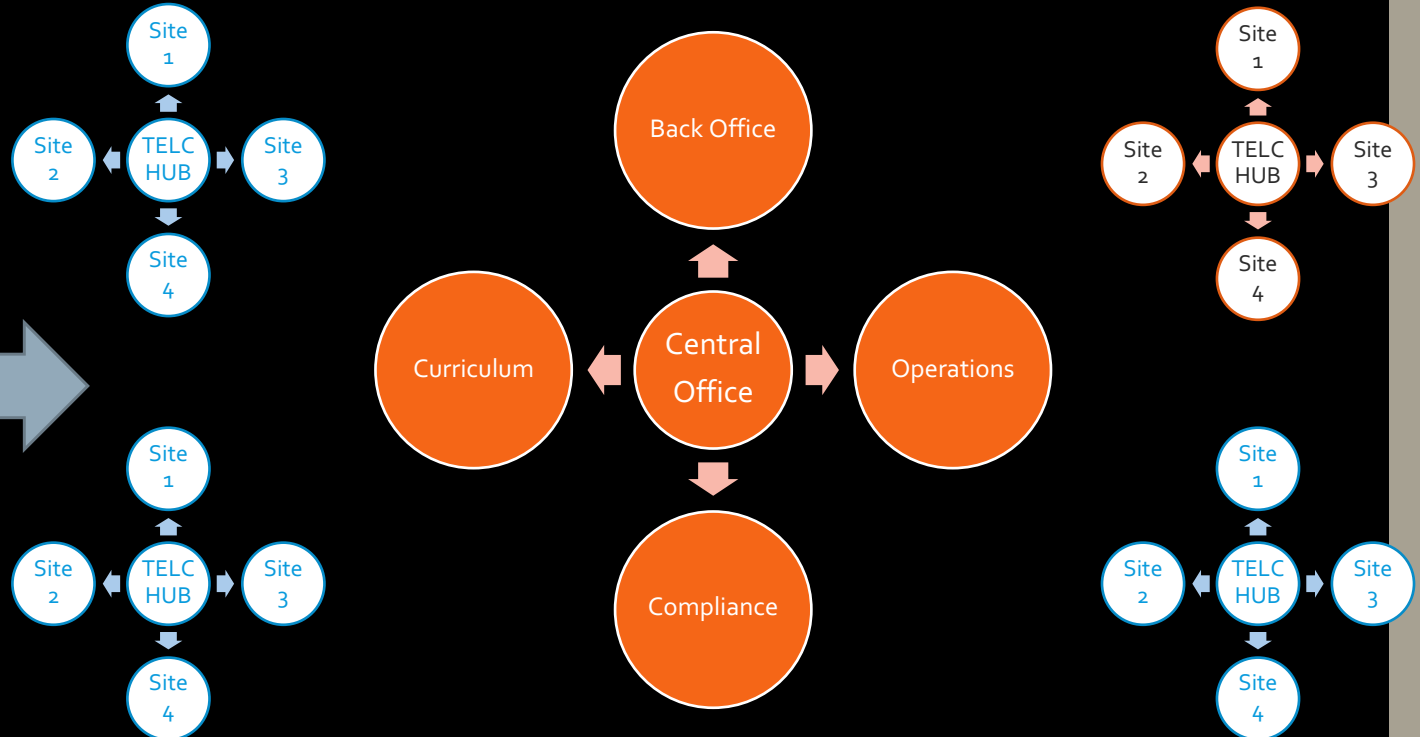 Site
1
Site
2
TELC
HUB
Site
3
Site
4
Back Office
Curriculum
Central
Office
Operations
Compliance
Site
1
Site
2
TELC
HUB
Site
3
Site
4
Site
1
Site
2
TELC
HUB
Site
3
Site
4
Site
1
Site
2
TELC
HUB
Site
3
Site
4